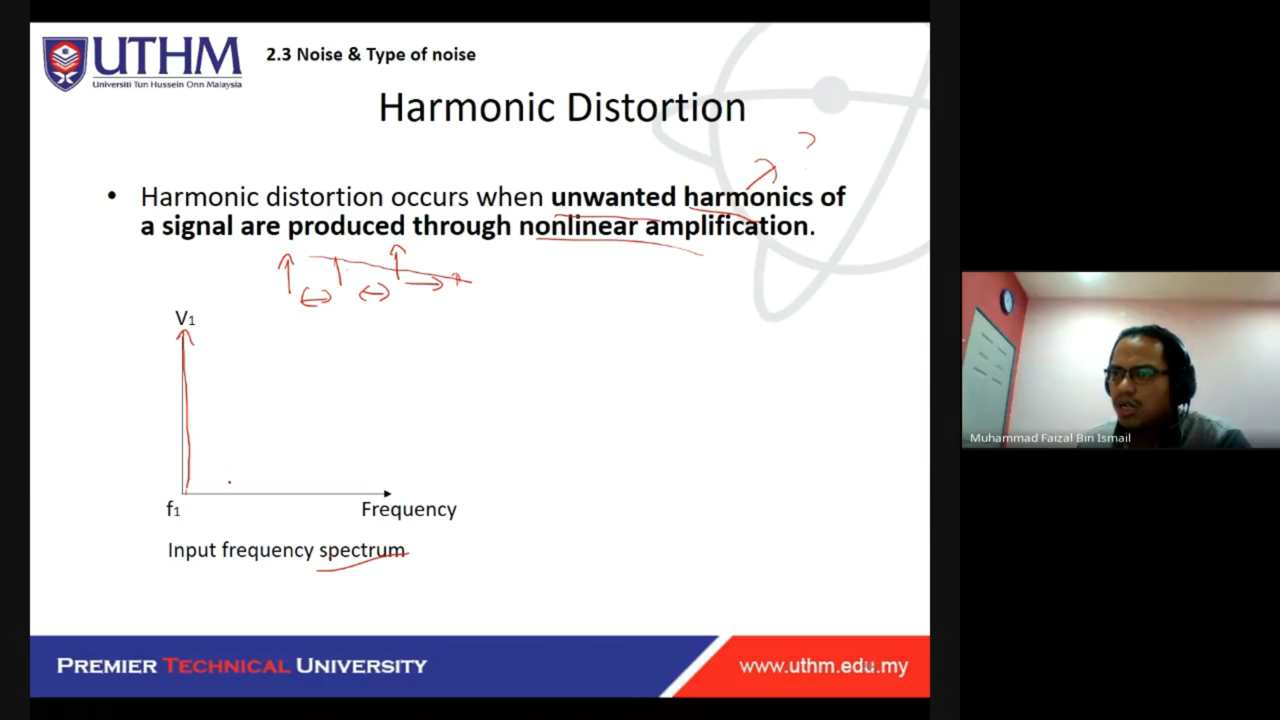 UTHM
Universiti Tun Hussein Onn Malaysia
2.3 Noise & Type of noise
Harmonic Distortion
• Harmonic distortion occurs when unwanted harmonics of
a signal are produced through nonlinear amplification.
V1
f1
Frequency
Input frequency spectrum
Muhammad Faizal Bin Ismail
PREMIER TECHNICAL UNIVERSITY
www.uthm.edu.my